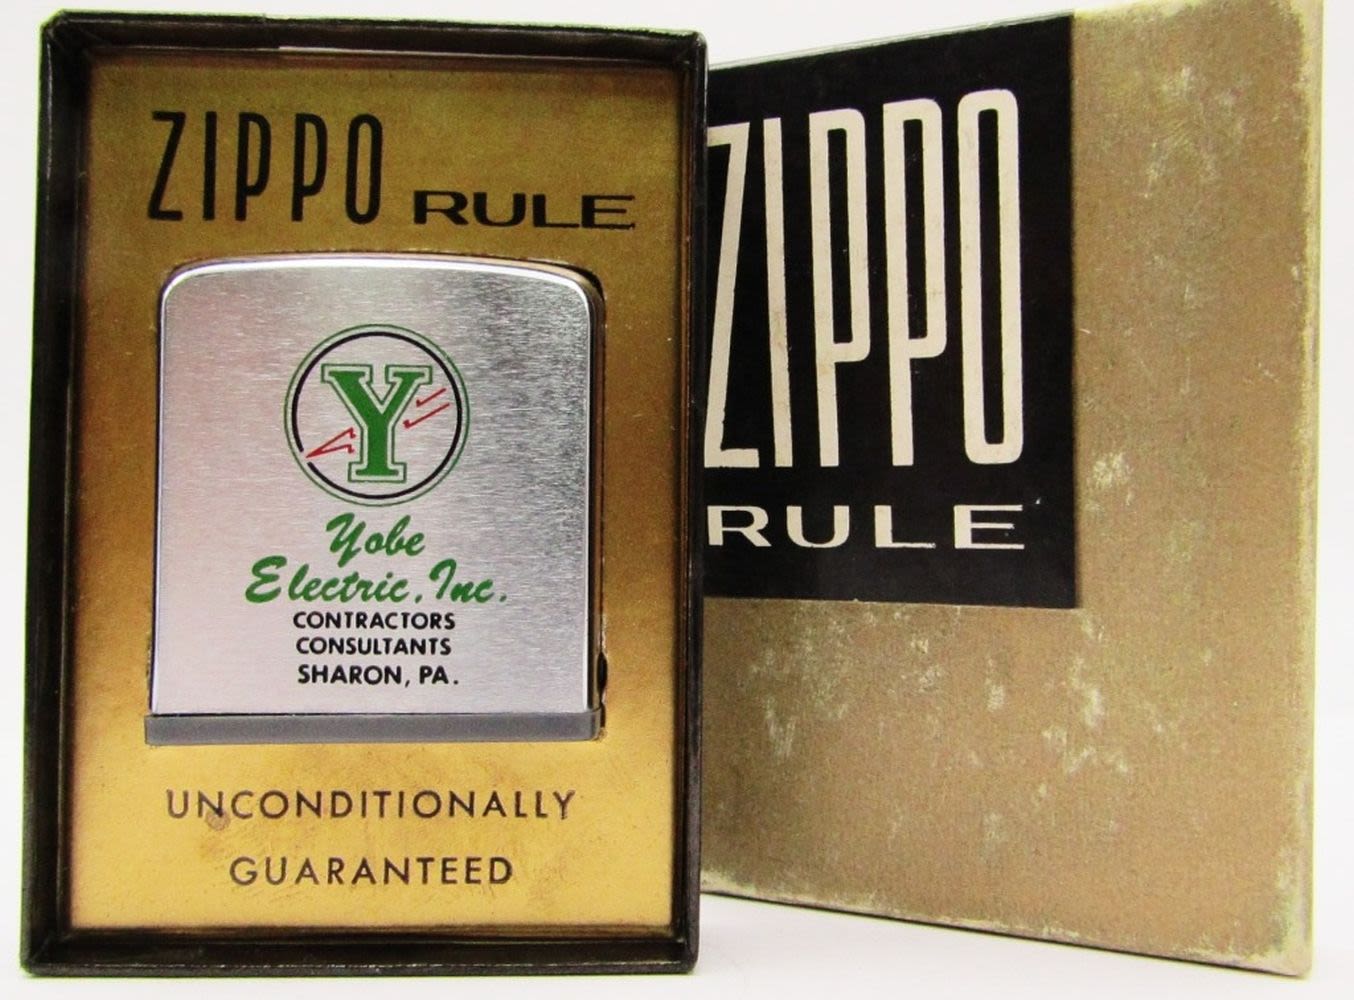 ZIPPO RULE
Y
Yobe
Electric, Inc.
CONTRACTORS
CONSULTANTS
SHARON, PA.
UNCONDITIONALLY
GUARANTEED
ZIPPO
RULE